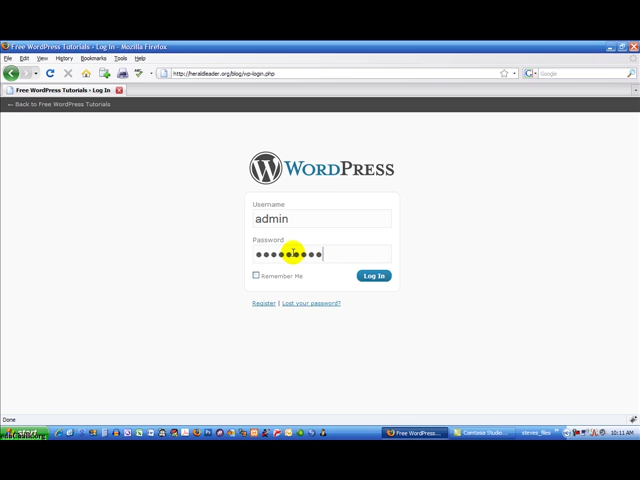 Free WordPress Tutorials › Log In - Mozilla Firefox
File Edit View History Bookmarks Tools Help
http://heraldleader.org/blog/wp-login.php
Google
Free WordPress Tutorials › Log In
← Back to Free WordPress Tutorials
WORDPRESS
Username
admin
Password
Remember Me
Log In
Register | Lost your password?
Done
Free WordPress...
Camtasia Studio...
steves_files
10:11 AM